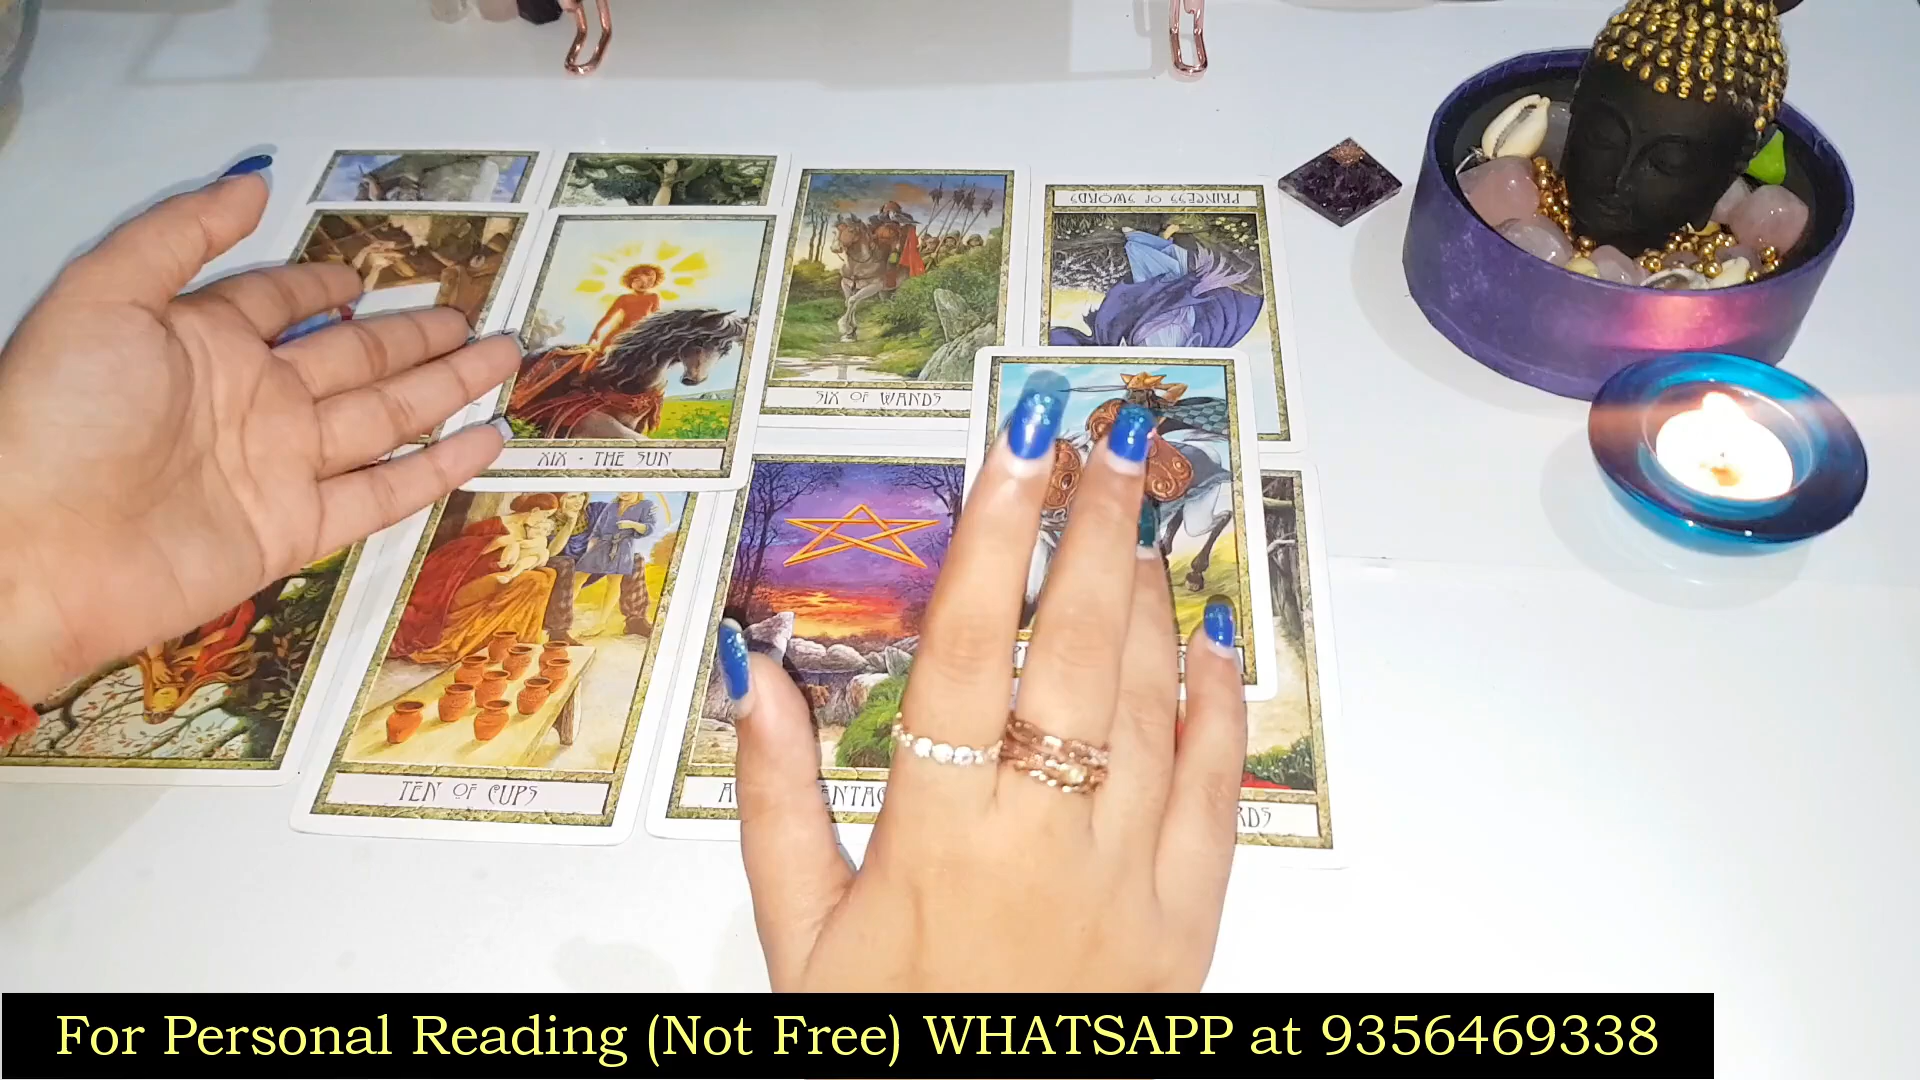 PRINCESS OF SWORDS
SIX OF WANDS
XIX · THE SUN
TEN OF CUPS
For Personal Reading (Not Free) WHATSAPP at 9356469338